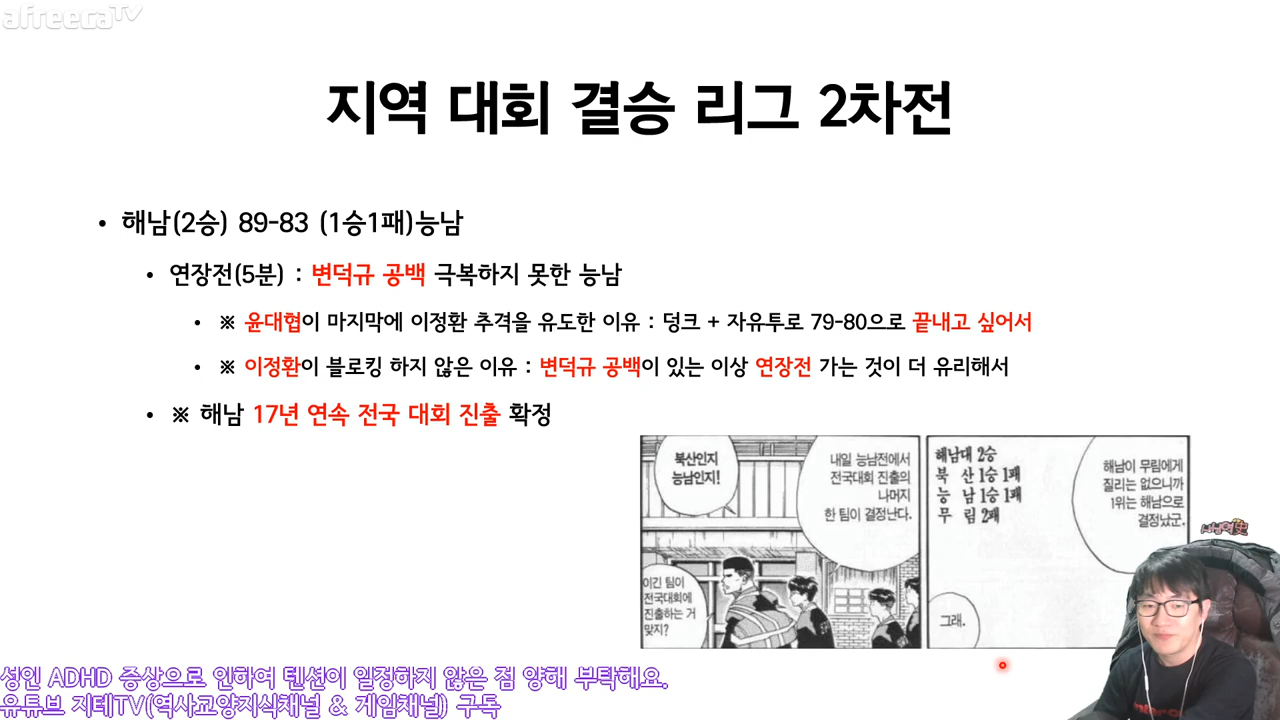 afreecaTV
지역 대회 결승 리그 2차전
• 해남(2승) 89-83 (1승1패)능남
• 연장전(5분) : 변덕규 공백 극복하지 못한 능남
• ※ 윤대협이 마지막에 이정환 추격을 유도한 이유 : 덩크 + 자유투로 79-80으로 끝내고 싶어서
• ※ 이정환이 블로킹 하지 않은 이유 : 변덕규 공백이 있는 이상 연장전 가는 것이 더 유리해서
• ※ 해남 17년 연속 전국 대회 진출 확정
북산인지
능남인지!
내일 능남전에서
전국대회 진출의
나머지
한 팀이 결정난다.
이긴 팀이
전국대회에
진출하는 거
맞지?
해남대 2승
북 산 1승 1패
능 남 1승 1패
무 림 2패
해남이 무림에게
질리는 없으니까
1위는 해남으로
결정났군.
그래.
성인 ADHD 증상으로 인하여 텐션이 일정하지 않은 점 양해 부탁해요.
유튜브 지테TV(역사교양지식채널 & 게임채널) 구독